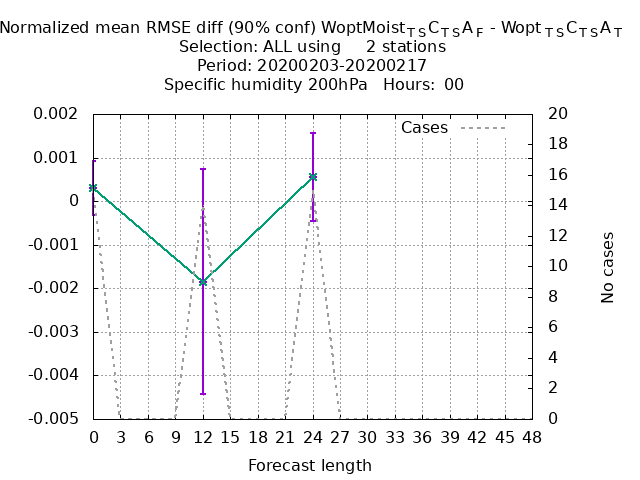 Normalized mean RMSE diff (90% conf) WoptMoist_TSC_TSA_F - Wopt_TSC_TSA_T
Selection: ALL using 2 stations
Period: 20200203-20200217
Specific humidity 200hPa Hours: 00
Cases
0.002
0.001
0
-0.001
-0.002
-0.003
-0.004
-0.005
20
18
16
14
12
10
8
6
4
2
0
No cases
0 3 6 9 12 15 18 21 24 27 30 33 36 39 42 45 48
Forecast length